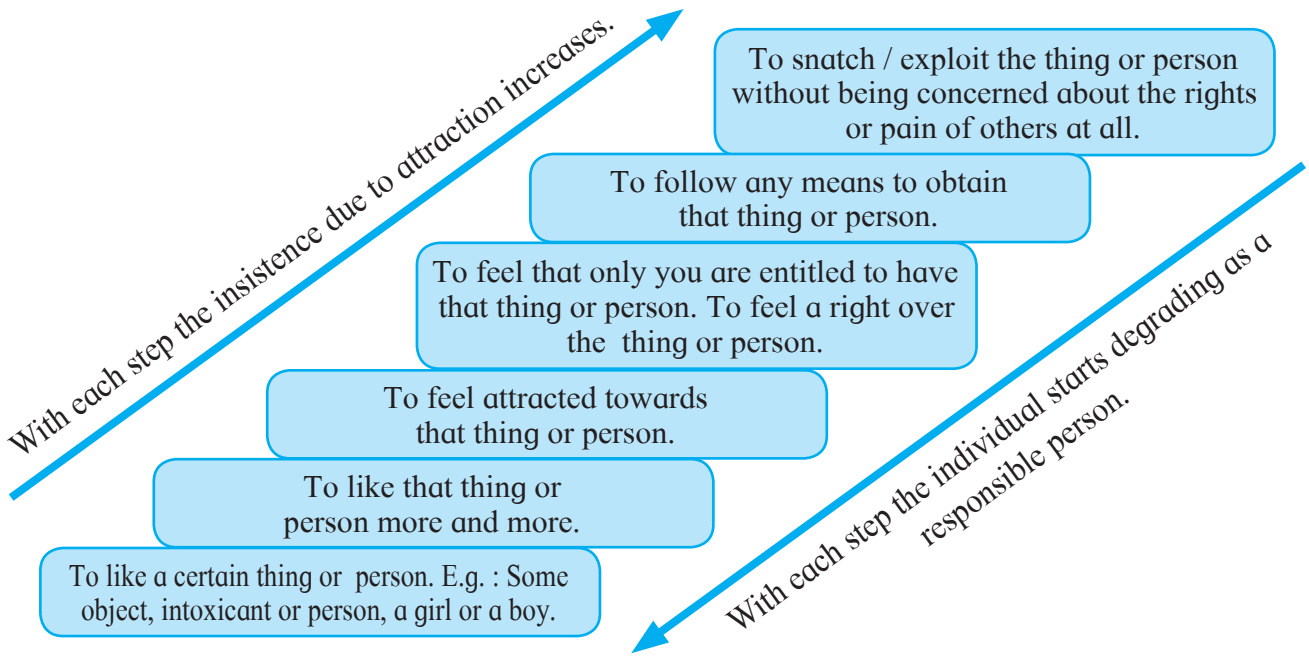 With each step the insistence due to attraction increases.
To snatch / exploit the thing or person
without being concerned about the rights
or pain of others at all.
To follow any means to obtain
that thing or person.
To feel that only you are entitled to have
that thing or person. To feel a right over
the thing or person.
To feel attracted towards
that thing or person.
To like that thing or
person more and more.
To like a certain thing or person. E.g. : Some
object, intoxicant or person, a girl or a boy.
With each step the individual starts degrading as a
responsible person.